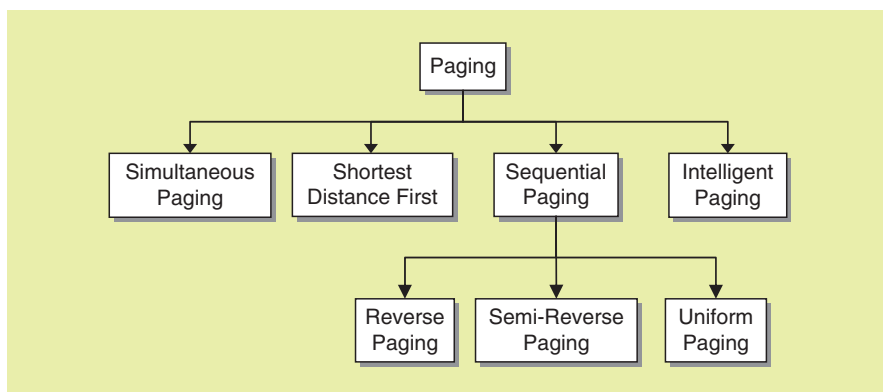 Paging
Simultaneous
Paging
Shortest
Distance First
Sequential
Paging
Intelligent
Paging
Reverse
Paging
Semi-Reverse
Paging
Uniform
Paging